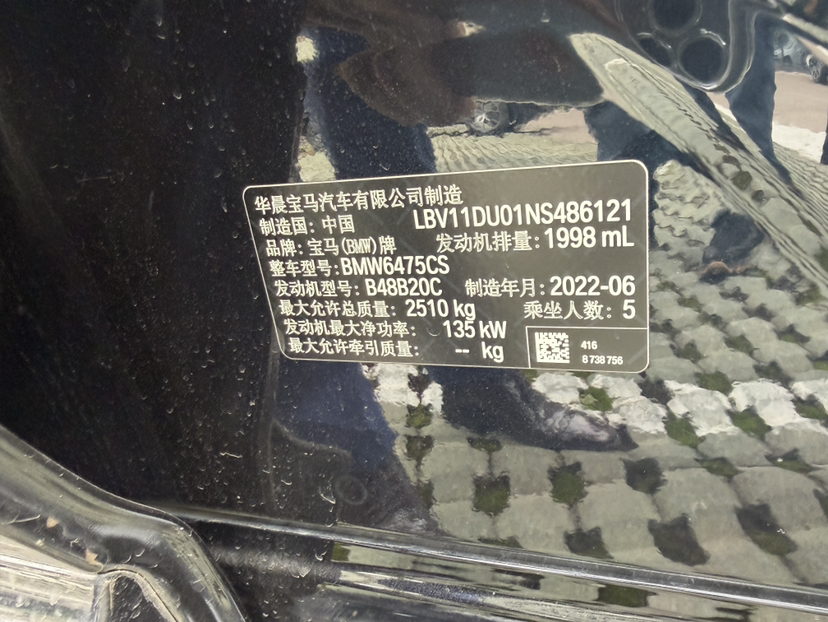 华晨宝马汽车有限公司制造
制造国: 中国 LBV11DU01NS486121
品牌: 宝马(BMW)牌 发动机排量: 1998 mL
整车型号: BMW6475CS
发动机型号: B48B20C 制造年月: 2022-06
最大允许总质量: 2510 kg 乘坐人数: 5
发动机最大净功率: 135 kW
最大允许牵引质量: -- kg
416
8 738 756